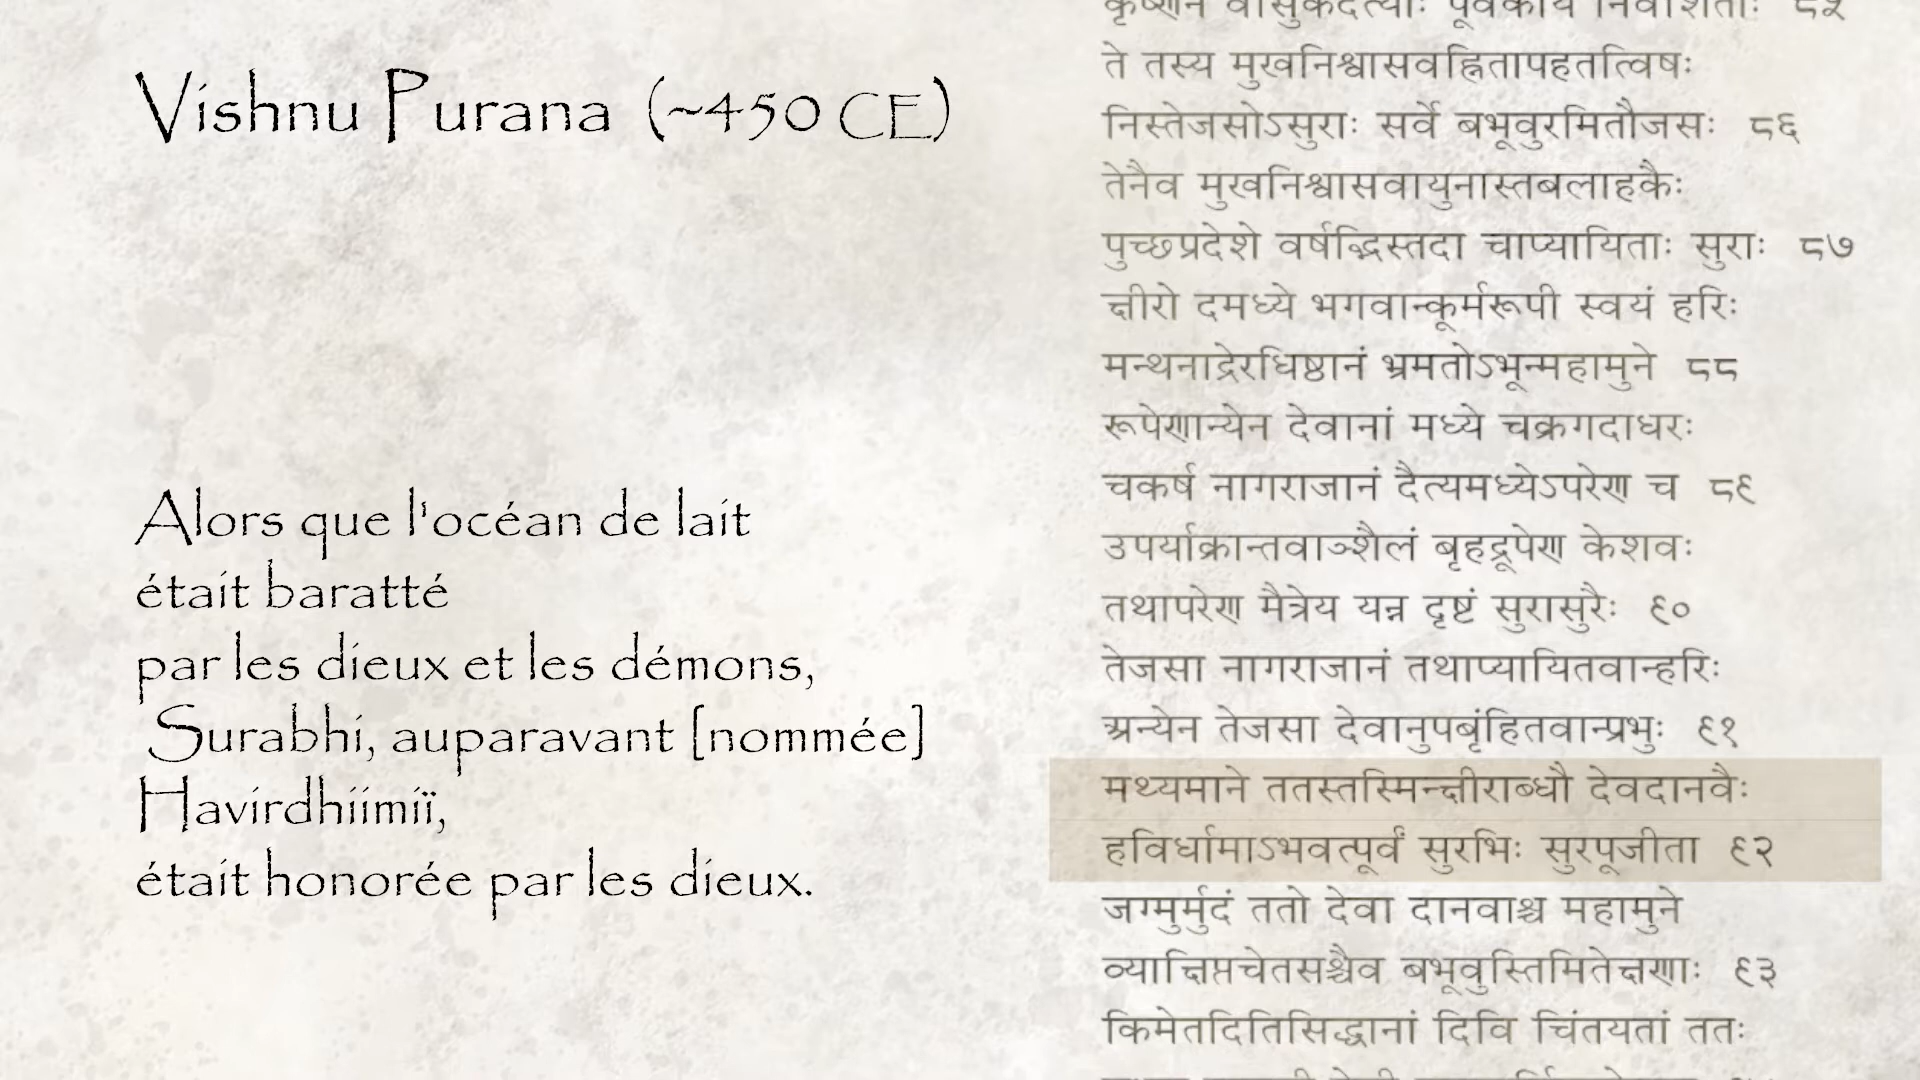 Vishnu Purana (~450 CE)
Alors que l'océan de lait
était baratté
par les dieux et les démons,
Surabhi, auparavant [nommée]
Havirdhiimiï,
était honorée par les dieux.
ते तस्य मुखनिश्वासवह्नितापहतत्विषः
निस्तेजसोऽसुराः सर्वे बभूवुरमितौजसः ८६
तेनैव मुखनिश्वासवायुनास्तबलाहकैः
पुच्छप्रदेशे वर्षद्भिस्तदा चाप्यायिताः सुराः ८७
क्षीरो दमध्ये भगवान्कूर्मरूपी स्वयं हरिः
मन्थनाद्रेरधिष्ठानं भ्रमतोऽभून्महामुने ८८
रूपेणान्येन देवानां मध्ये चक्रगदाधरः
चकर्ष नागराजानं दैत्यमध्येऽपरेण च ८९
उपर्याक्रान्तवाञ्शैलं बृहद्रूपेण केशवः
तथापरेण मैत्रेय यन्न दृष्टं सुरासुरैः ९०
तेजसा नागराजानं तथाप्यायितवान्हरिः
अन्येन तेजसा देवानुपबृंहितवान्प्रभुः ९१
मथ्यमाने ततस्तस्मिन्क्षीराब्धौ देवदानवैः
हविर्धामाऽभवत्पूर्वं सुरभिः सुरपूजीता ९२
जग्मुर्मुदं ततो देवा दानवाश्च महामुने
व्याक्षिप्तचेतसश्चैव बभूवुस्तिमितेक्षणाः ९३
किमेतदितिसिद्धानां दिवि चिंतयतां ततः